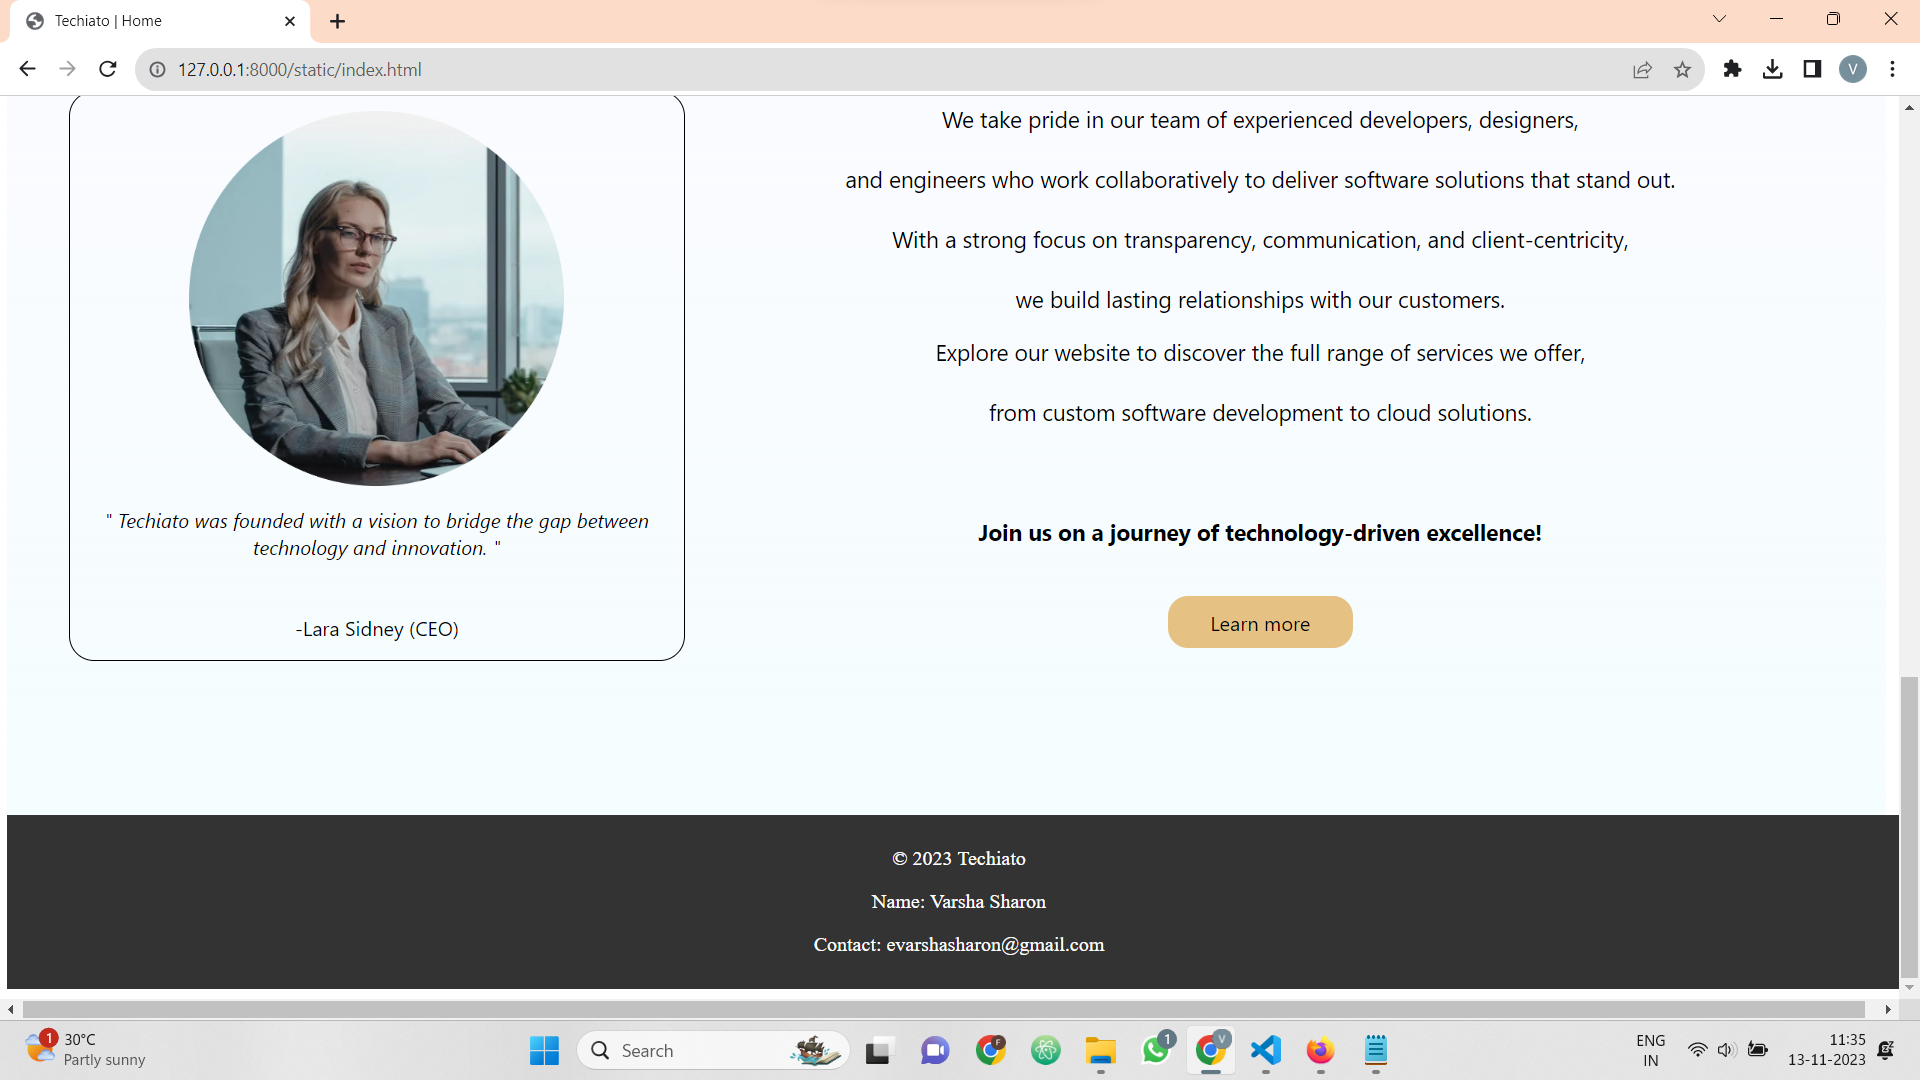 Techiato | Home
127.0.0.1:8000/static/index.html
V
We take pride in our team of experienced developers, designers,
and engineers who work collaboratively to deliver software solutions that stand out.
With a strong focus on transparency, communication, and client-centricity,
we build lasting relationships with our customers.
Explore our website to discover the full range of services we offer,
from custom software development to cloud solutions.
Join us on a journey of technology-driven excellence!
Learn more
" Techiato was founded with a vision to bridge the gap between
technology and innovation. "
-Lara Sidney (CEO)
© 2023 Techiato
Name: Varsha Sharon
Contact: evarshasharon@gmail.com
1
30°C
Partly sunny
Search
F
1
V
ENG
IN
11:35
13-11-2023